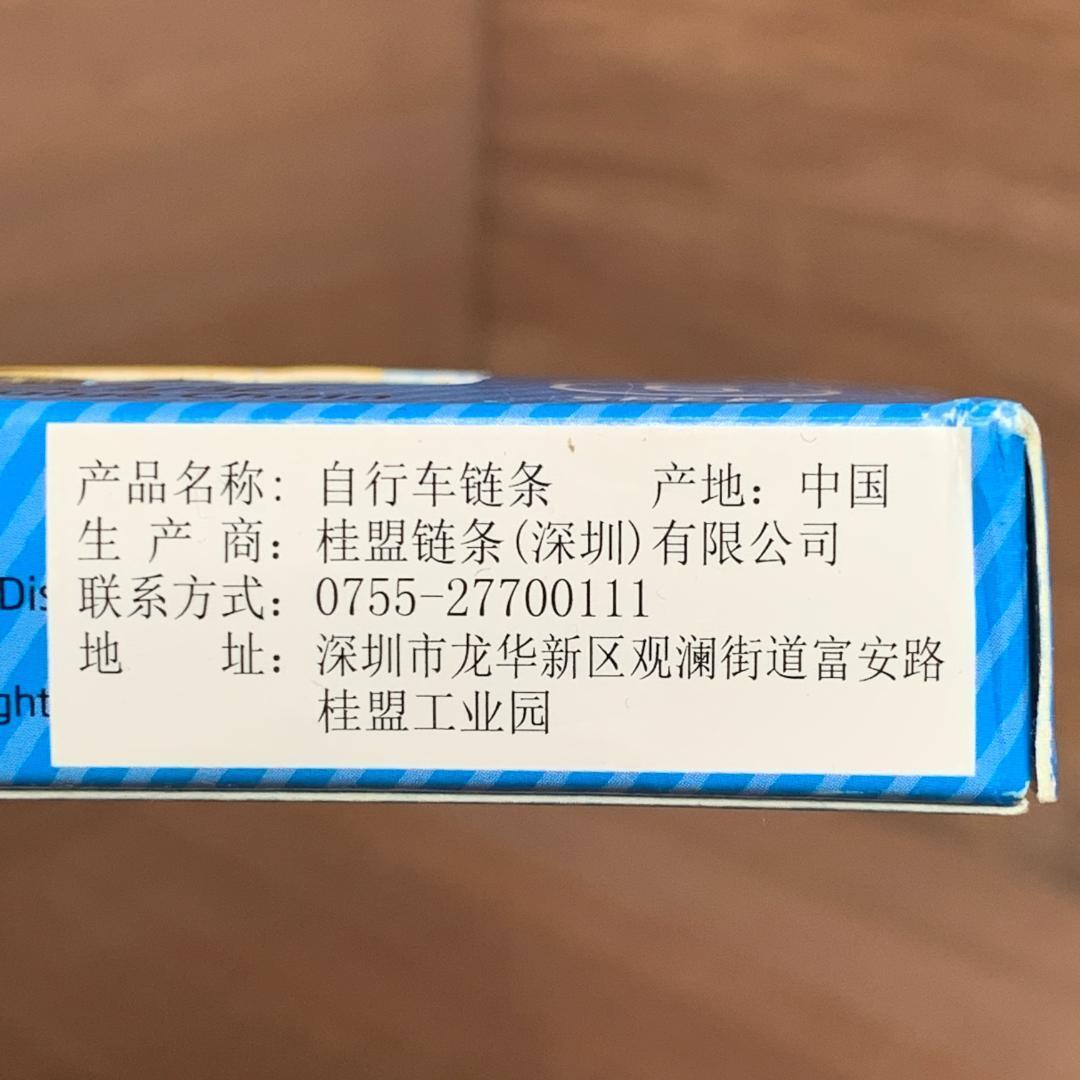 产品名称: 自行车链条 产地: 中国
生产商: 桂盟链条(深圳)有限公司
联系方式: 0755-27700111
地址: 深圳市龙华新区观澜街道富安路
桂盟工业园
Dis
ght